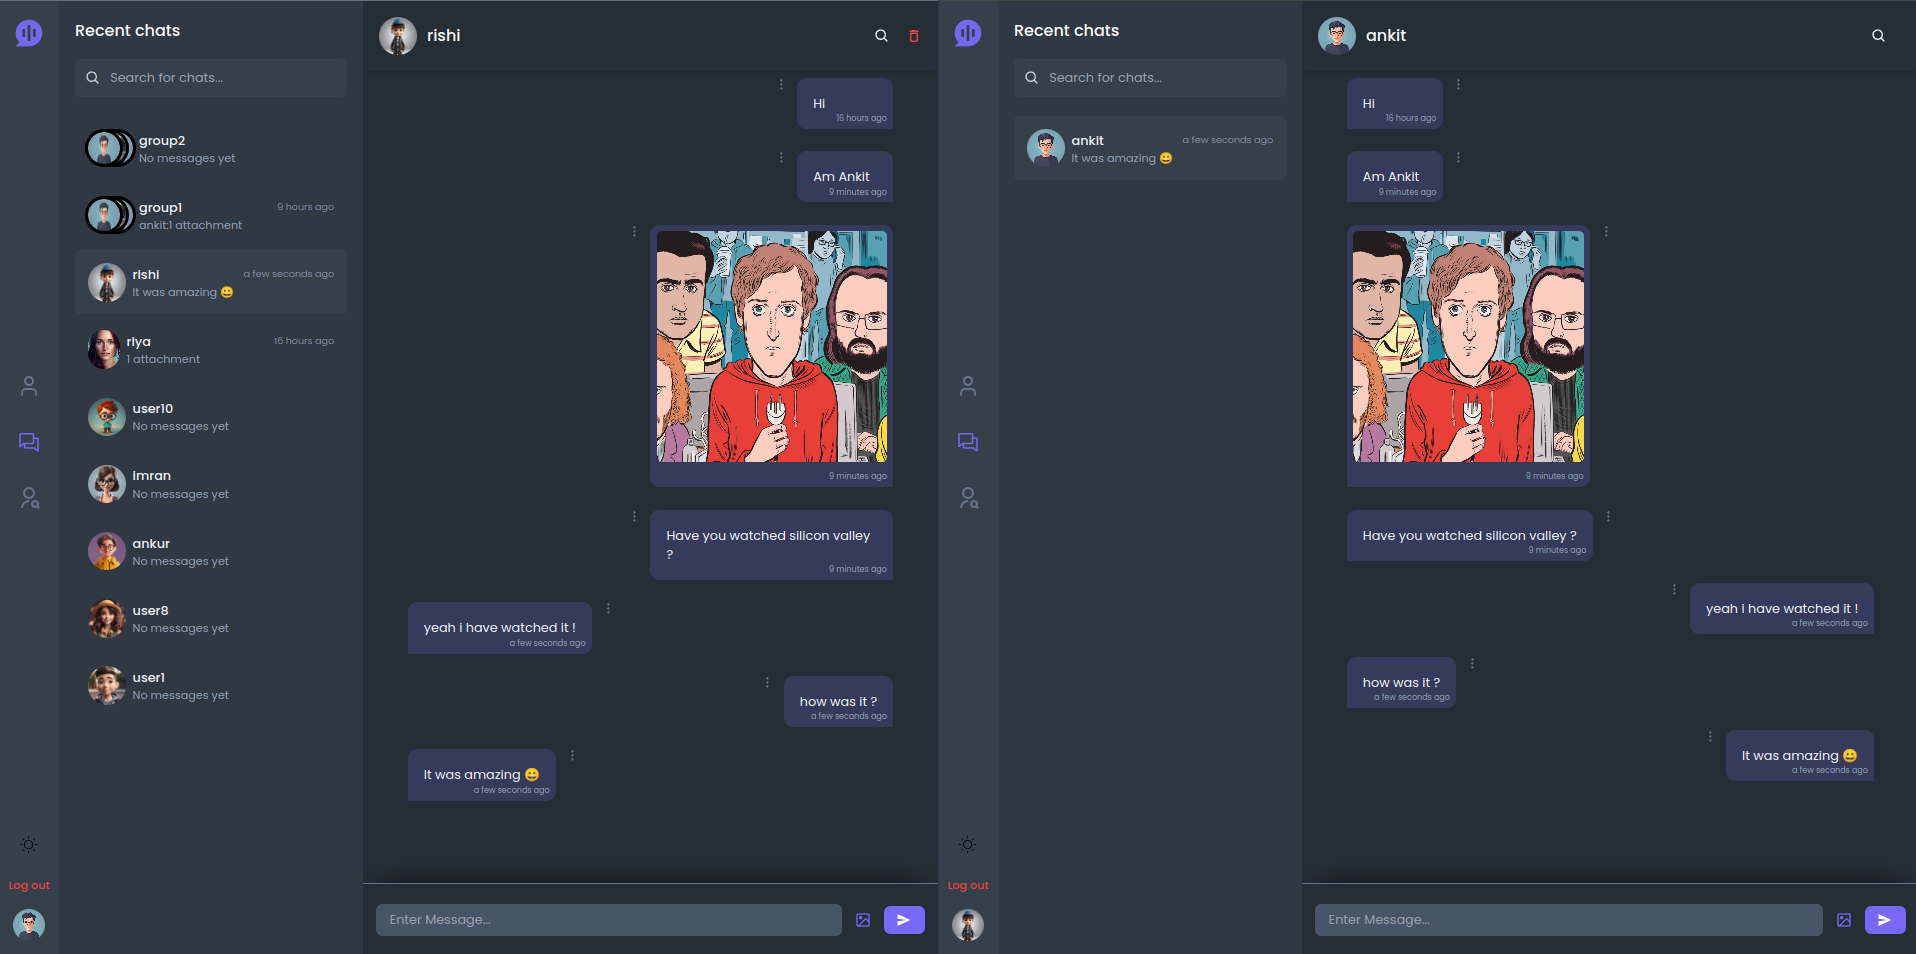 Recent chats
Search for chats...
group2
No messages yet
group1
9 hours ago
ankit:1 attachment
rishi
a few seconds ago
It was amazing 😀
riya
16 hours ago
1 attachment
user10
No messages yet
Imran
No messages yet
ankur
No messages yet
user8
No messages yet
user1
No messages yet
Log out
rishi
Hi
16 hours ago
Am Ankit
9 minutes ago
9 minutes ago
Have you watched silicon valley
?
9 minutes ago
yeah i have watched it !
a few seconds ago
how was it ?
a few seconds ago
It was amazing 😀
a few seconds ago
Enter Message...
Recent chats
Search for chats...
ankit
a few seconds ago
It was amazing 😀
Log out
ankit
Hi
16 hours ago
Am Ankit
9 minutes ago
9 minutes ago
Have you watched silicon valley ?
9 minutes ago
yeah i have watched it !
a few seconds ago
how was it ?
a few seconds ago
It was amazing 😀
a few seconds ago
Enter Message...